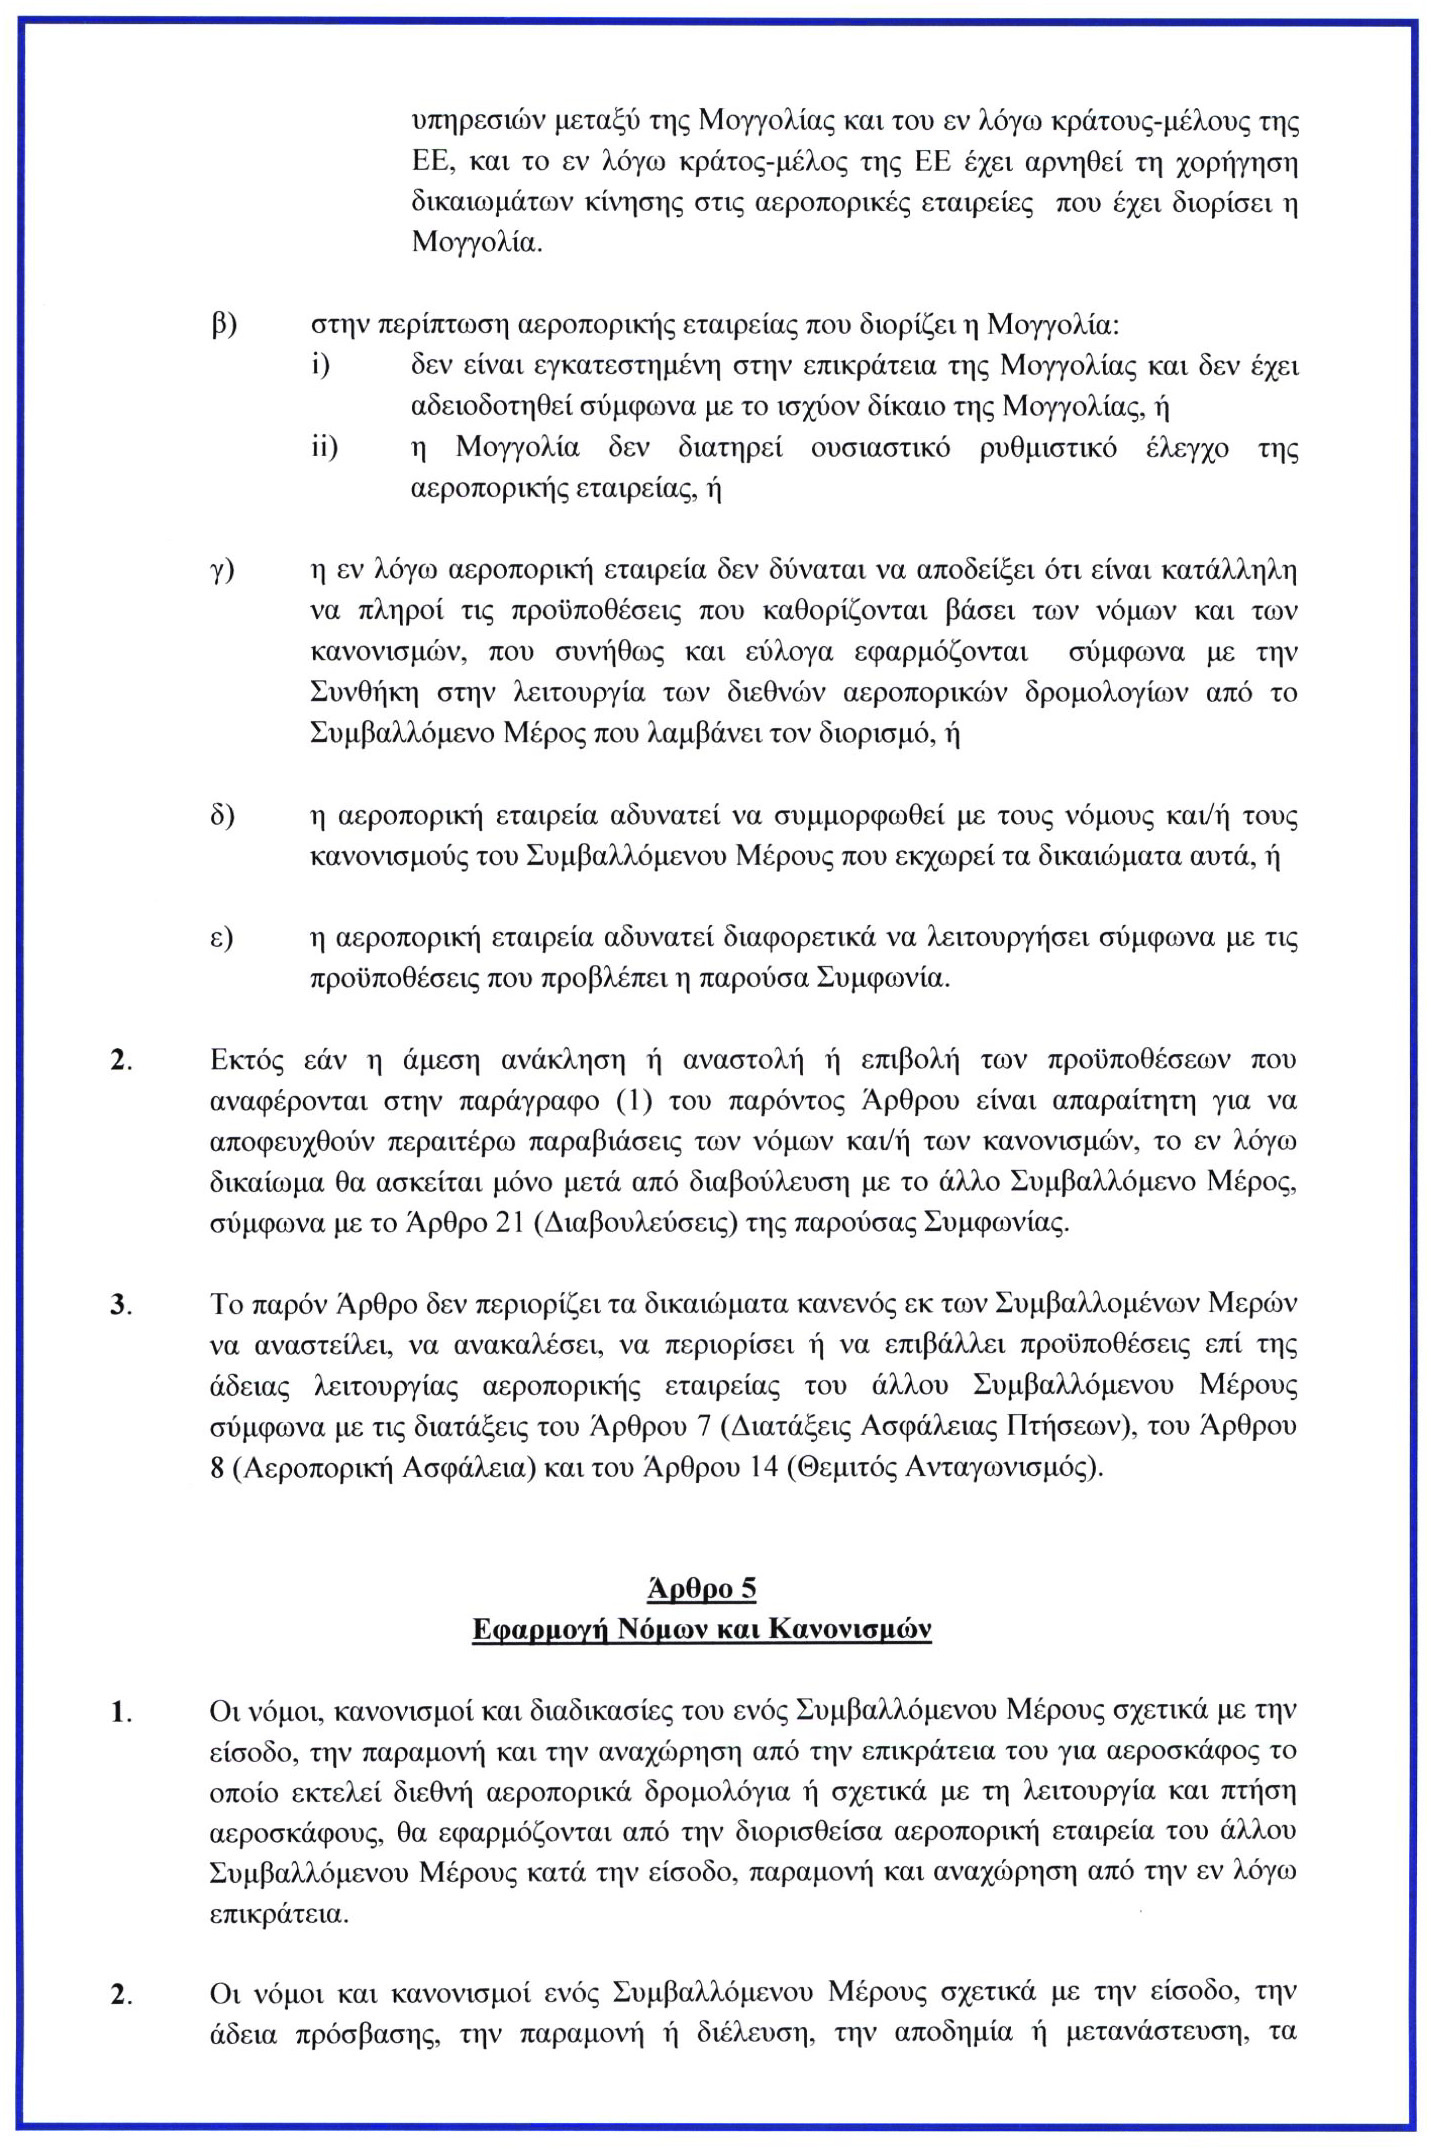 υπηρεσιών μεταξύ της Μογγολίας και του εν λόγω κράτους-μέλους της
ΕΕ, και το εν λόγω κράτος-μέλος της ΕΕ έχει αρνηθεί τη χορήγηση
δικαιωμάτων κίνησης στις αεροπορικές εταιρείες που έχει διορίσει η
Μογγολία.
β) στην περίπτωση αεροπορικής εταιρείας που διορίζει η Μογγολία:
i) δεν είναι εγκατεστημένη στην επικράτεια της Μογγολίας και δεν έχει
αδειοδοτηθεί σύμφωνα με το ισχύον δίκαιο της Μογγολίας, ή
ii) η Μογγολία δεν διατηρεί ουσιαστικό ρυθμιστικό έλεγχο της
αεροπορικής εταιρείας, ή
γ) η εν λόγω αεροπορική εταιρεία δεν δύναται να αποδείξει ότι είναι κατάλληλη
να πληροί τις προϋποθέσεις που καθορίζονται βάσει των νόμων και των
κανονισμών, που συνήθως και εύλογα εφαρμόζονται σύμφωνα με την
Συνθήκη στην λειτουργία των διεθνών αεροπορικών δρομολογίων από το
Συμβαλλόμενο Μέρος που λαμβάνει τον διορισμό, ή
δ) η αεροπορική εταιρεία αδυνατεί να συμμορφωθεί με τους νόμους και/ή τους
κανονισμούς του Συμβαλλόμενου Μέρους που εκχωρεί τα δικαιώματα αυτά, ή
ε) η αεροπορική εταιρεία αδυνατεί διαφορετικά να λειτουργήσει σύμφωνα με τις
προϋποθέσεις που προβλέπει η παρούσα Συμφωνία.
2. Εκτός εάν η άμεση ανάκληση ή αναστολή ή επιβολή των προϋποθέσεων που
αναφέρονται στην παράγραφο (1) του παρόντος Άρθρου είναι απαραίτητη για να
αποφευχθούν περαιτέρω παραβιάσεις των νόμων και/ή των κανονισμών, το εν λόγω
δικαίωμα θα ασκείται μόνο μετά από διαβούλευση με το άλλο Συμβαλλόμενο Μέρος,
σύμφωνα με το Άρθρο 21 (Διαβουλεύσεις) της παρούσας Συμφωνίας.
3. Το παρόν Άρθρο δεν περιορίζει τα δικαιώματα κανενός εκ των Συμβαλλομένων Μερών
να αναστείλει, να ανακαλέσει, να περιορίσει ή να επιβάλλει προϋποθέσεις επί της
άδειας λειτουργίας αεροπορικής εταιρείας του άλλου Συμβαλλόμενου Μέρους
σύμφωνα με τις διατάξεις του Άρθρου 7 (Διατάξεις Ασφάλειας Πτήσεων), του Άρθρου
8 (Αεροπορική Ασφάλεια) και του Άρθρου 14 (Θεμιτός Ανταγωνισμός).
Άρθρο 5
Εφαρμογή Νόμων και Κανονισμών
1. Οι νόμοι, κανονισμοί και διαδικασίες του ενός Συμβαλλόμενου Μέρους σχετικά με την
είσοδο, την παραμονή και την αναχώρηση από την επικράτεια του για αεροσκάφος το
οποίο εκτελεί διεθνή αεροπορικά δρομολόγια ή σχετικά με τη λειτουργία και πτήση
αεροσκάφους, θα εφαρμόζονται από την διορισθείσα αεροπορική εταιρεία του άλλου
Συμβαλλόμενου Μέρους κατά την είσοδο, παραμονή και αναχώρηση από την εν λόγω
επικράτεια.
2. Οι νόμοι και κανονισμοί ενός Συμβαλλόμενου Μέρους σχετικά με την είσοδο, την
άδεια πρόσβασης, την παραμονή ή διέλευση, την αποδημία ή μετανάστευση, τα